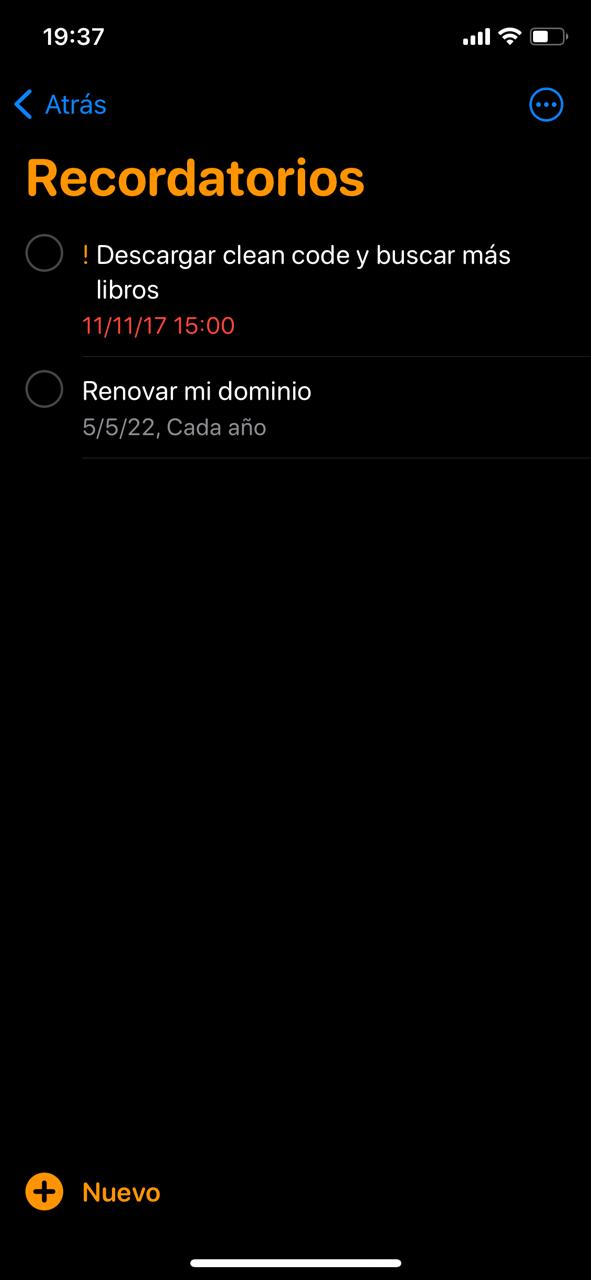 19:37
Atrás
Recordatorios
! Descargar clean code y buscar más
libros
11/11/17 15:00
Renovar mi dominio
5/5/22, Cada año
Nuevo